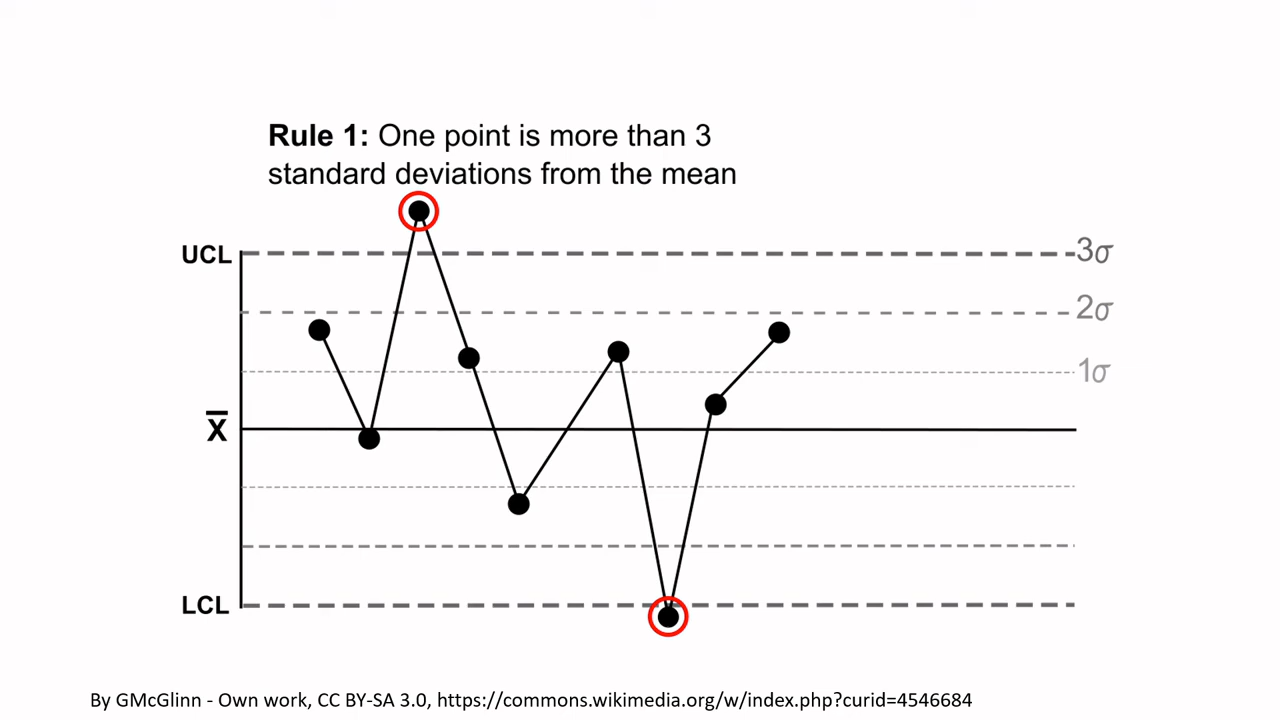 Rule 1: One point is more than 3
standard deviations from the mean
UCL
3σ
2σ
1σ
X̅
LCL
By GMcGlinn - Own work, CC BY-SA 3.0, https://commons.wikimedia.org/w/index.php?curid=4546684